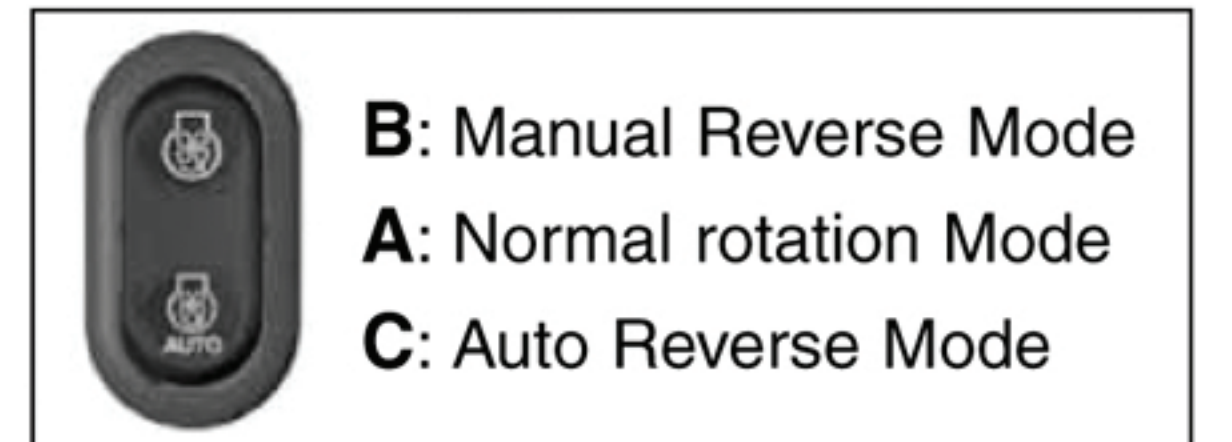 B: Manual Reverse Mode
A: Normal rotation Mode
C: Auto Reverse Mode
AUTO